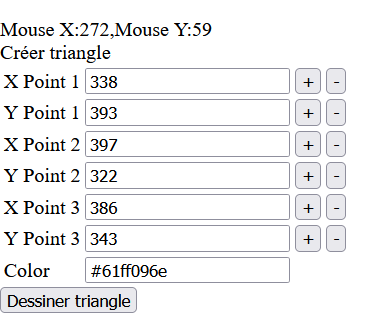 Mouse X:272,Mouse Y:59
Créer triangle
X Point 1 338 + -
Y Point 1 393 + -
X Point 2 397 + -
Y Point 2 322 + -
X Point 3 386 + -
Y Point 3 343 + -
Color #61ff096e
Dessiner triangle